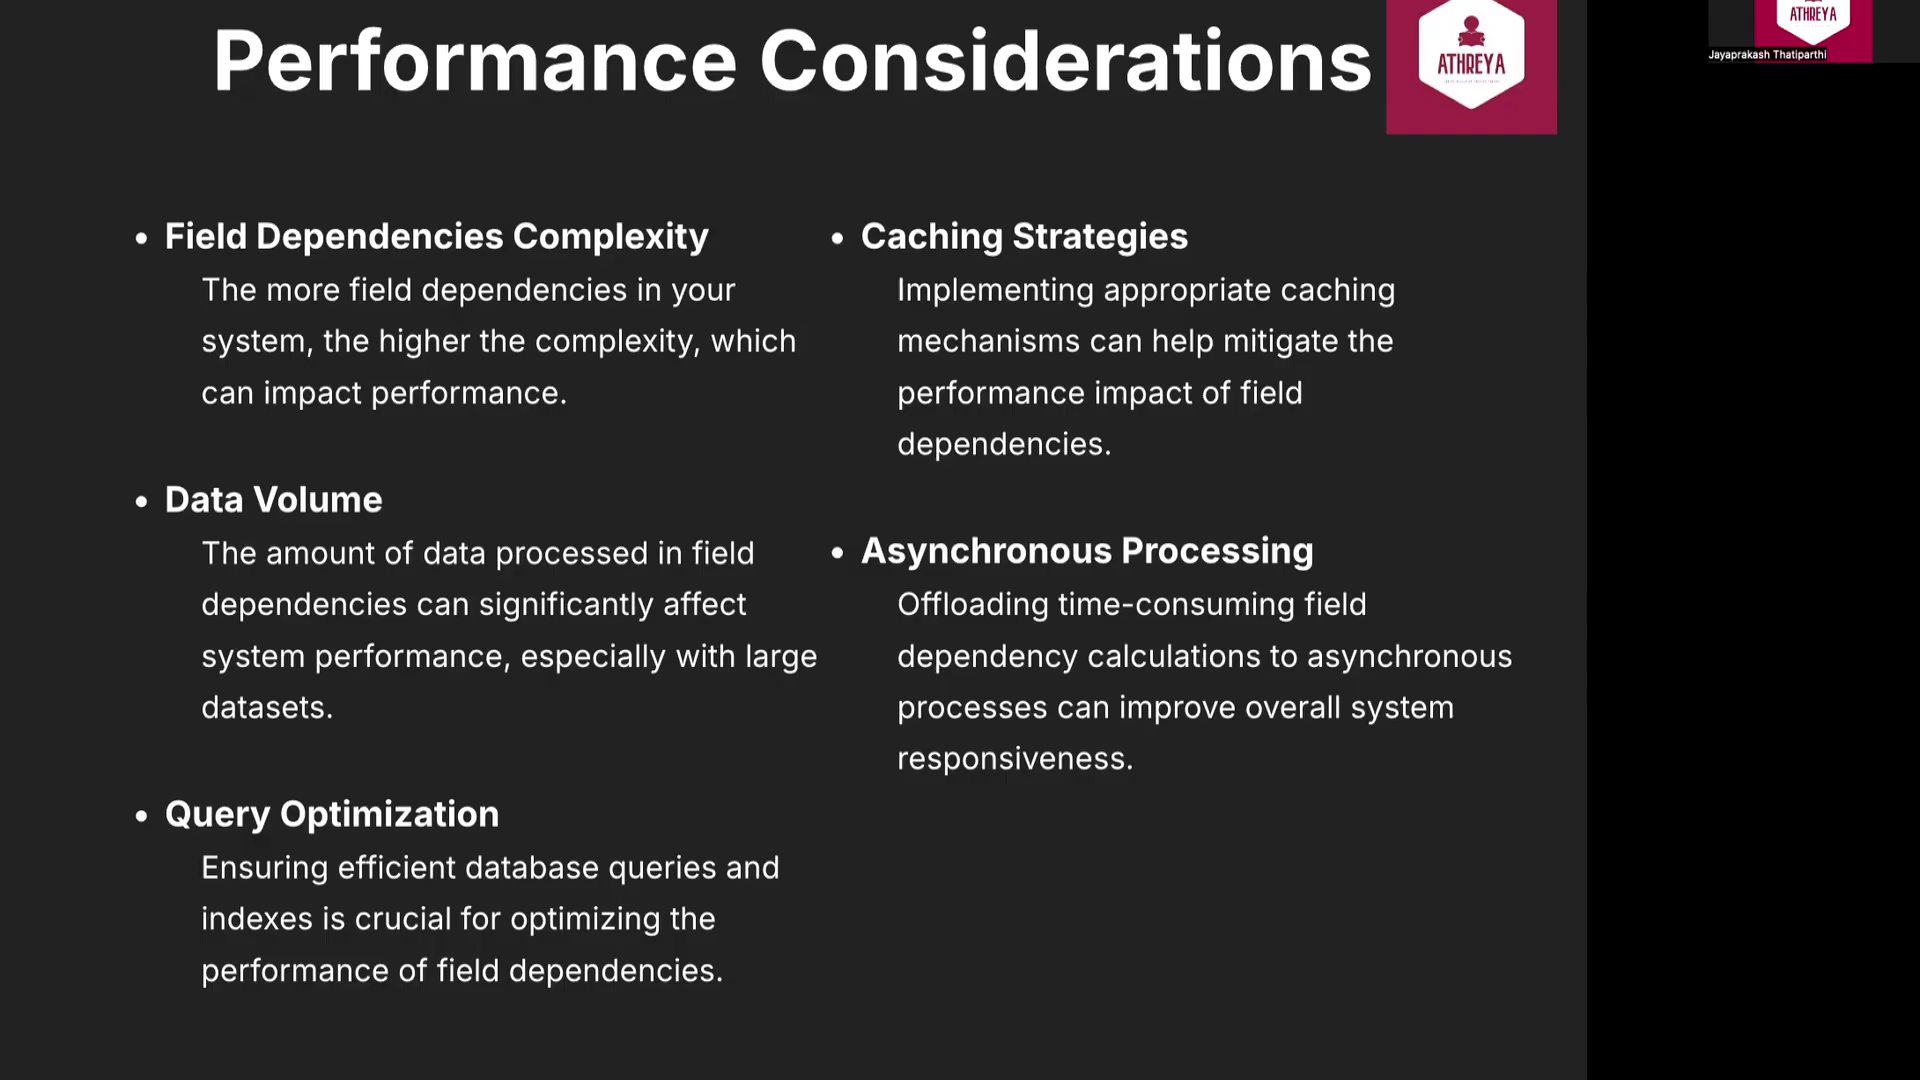 Performance Considerations
ATHREYA
ATHREYA
Jayaprakash Thatiparthi
• Field Dependencies Complexity
The more field dependencies in your
system, the higher the complexity, which
can impact performance.
• Data Volume
The amount of data processed in field
dependencies can significantly affect
system performance, especially with large
datasets.
• Query Optimization
Ensuring efficient database queries and
indexes is crucial for optimizing the
performance of field dependencies.
• Caching Strategies
Implementing appropriate caching
mechanisms can help mitigate the
performance impact of field
dependencies.
• Asynchronous Processing
Offloading time-consuming field
dependency calculations to asynchronous
processes can improve overall system
responsiveness.